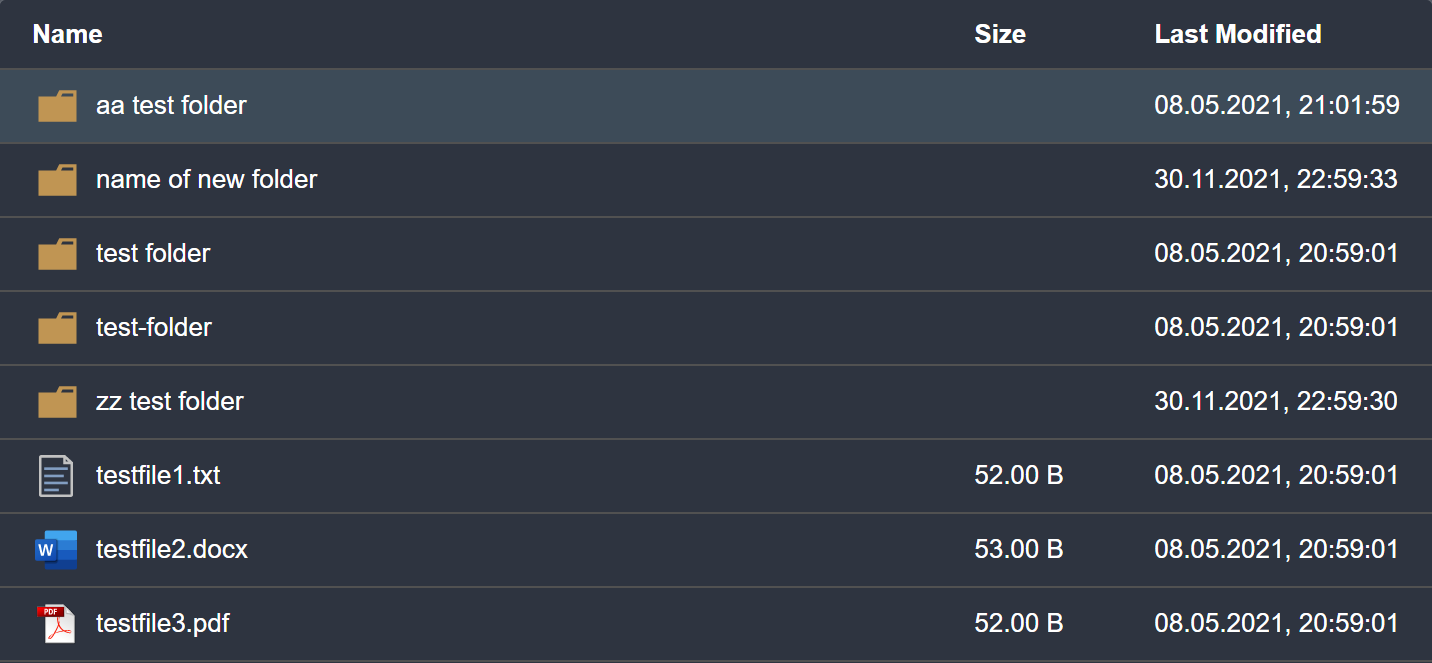 Name Size Last Modified
aa test folder 08.05.2021, 21:01:59
name of new folder 30.11.2021, 22:59:33
test folder 08.05.2021, 20:59:01
test-folder 08.05.2021, 20:59:01
zz test folder 30.11.2021, 22:59:30
testfile1.txt 52.00 B 08.05.2021, 20:59:01
W testfile2.docx 53.00 B 08.05.2021, 20:59:01
PDF testfile3.pdf 52.00 B 08.05.2021, 20:59:01